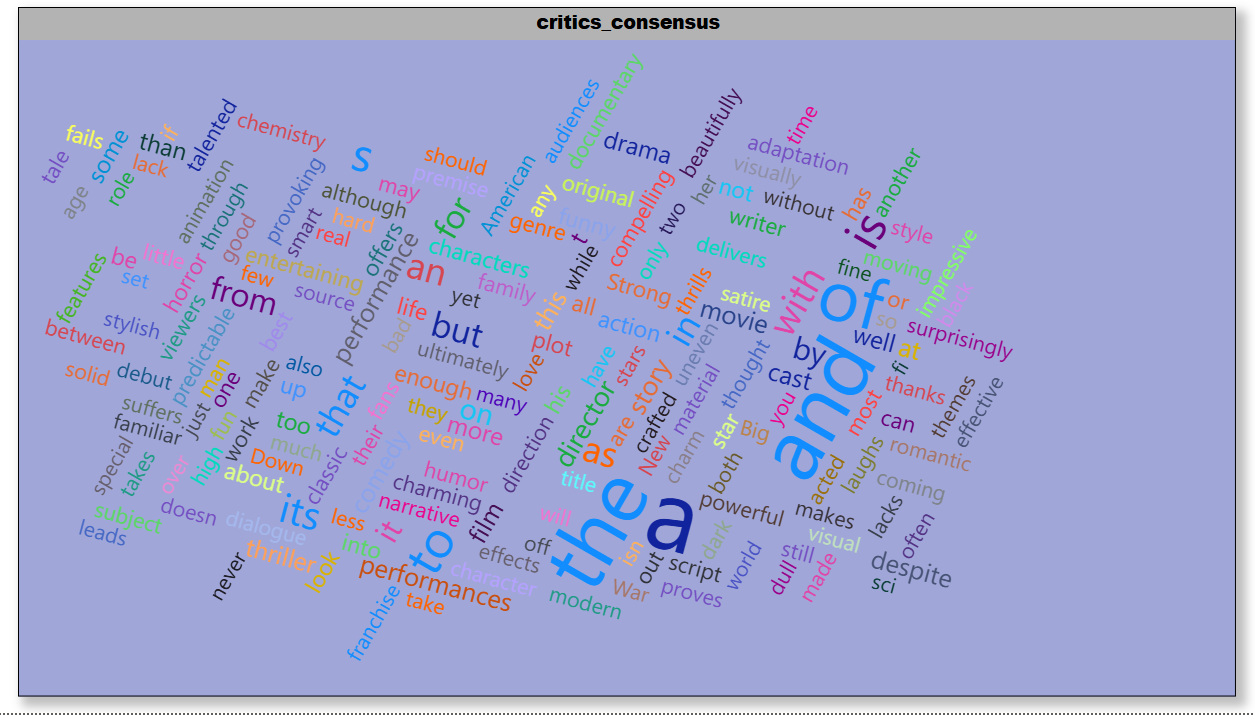 critics_consensus
audiences
documentary
beautifully
time
fails
some
than
if
talented
chemistry
s
should
drama
adaptation
another
tale
lack
role
age
animation
provoking
although
may
premise
American
any
original
compelling
visually
her
not
without
has
is
style
through
good
smart
hard
real
for
genre
funny
t
two
writer
moving
impressive
features
be
little
horror
entertaining
offers
characters
while
only
delivers
fine
set
few
from
source
performance
an
family
this
all
Strong
thrills
satire
with
of
or
black
stylish
viewers
predictable
best
life
yet
but
bad
action
in
movie
so
surprisingly
between
ultimately
plot
love
have
stars
uneven
thought
by
well
at
fi
solid
debut
man
one
make
also
up
that
enough
many
his
are
story
material
cast
and
thanks
themes
effective
suffers
familiar
just
fun
work
too
fans
they
on
more
director
crafted
star
Big
you
most
can
special
takes
over
high
much
Down
their
even
direction
as
New
charm
both
romantic
about
classic
comedy
humor
charming
title
acted
laughs
coming
leads
subject
doesn
dialogue
its
less
it
narrative
film
will
the
a
powerful
makes
lacks
often
never
thriller
look
into
to
performances
effects
off
isn
out
script
dark
world
visual
still
despite
franchise
take
character
modern
War
proves
dull
made
sci